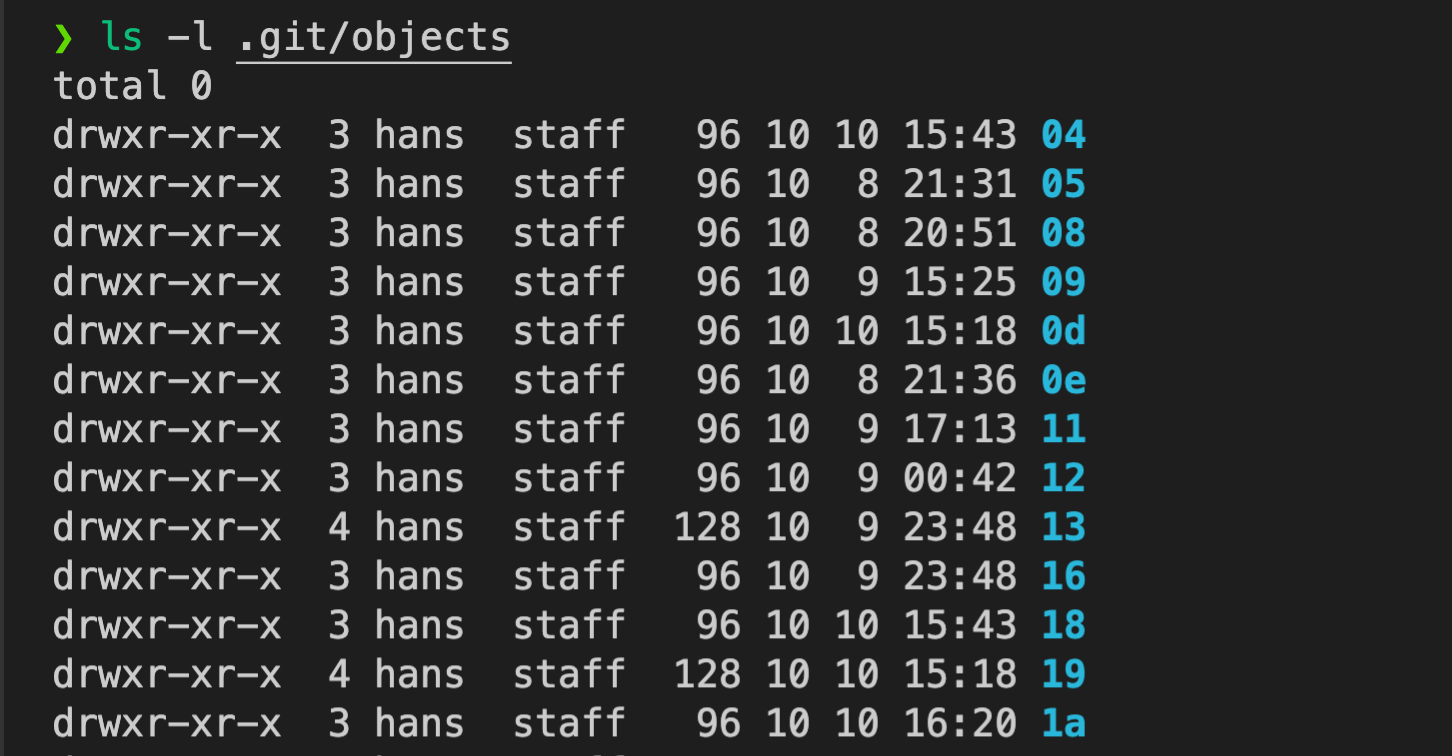 ❯ ls -l .git/objects
total 0
drwxr-xr-x  3 hans  staff   96 10 10 15:43 04
drwxr-xr-x  3 hans  staff   96 10  8 21:31 05
drwxr-xr-x  3 hans  staff   96 10  8 20:51 08
drwxr-xr-x  3 hans  staff   96 10  9 15:25 09
drwxr-xr-x  3 hans  staff   96 10 10 15:18 0d
drwxr-xr-x  3 hans  staff   96 10  8 21:36 0e
drwxr-xr-x  3 hans  staff   96 10  9 17:13 11
drwxr-xr-x  3 hans  staff   96 10  9 00:42 12
drwxr-xr-x  4 hans  staff  128 10  9 23:48 13
drwxr-xr-x  3 hans  staff   96 10  9 23:48 16
drwxr-xr-x  3 hans  staff   96 10 10 15:43 18
drwxr-xr-x  4 hans  staff  128 10 10 15:18 19
drwxr-xr-x  3 hans  staff   96 10 10 16:20 1a